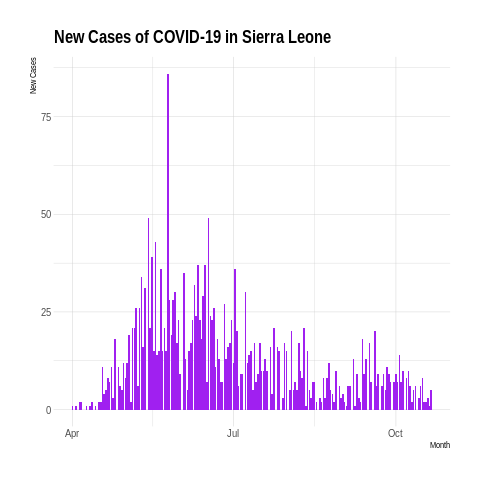 New Cases of COVID-19 in Sierra Leone
New Cases
75
50
25
0
Apr
Jul
Oct
Month